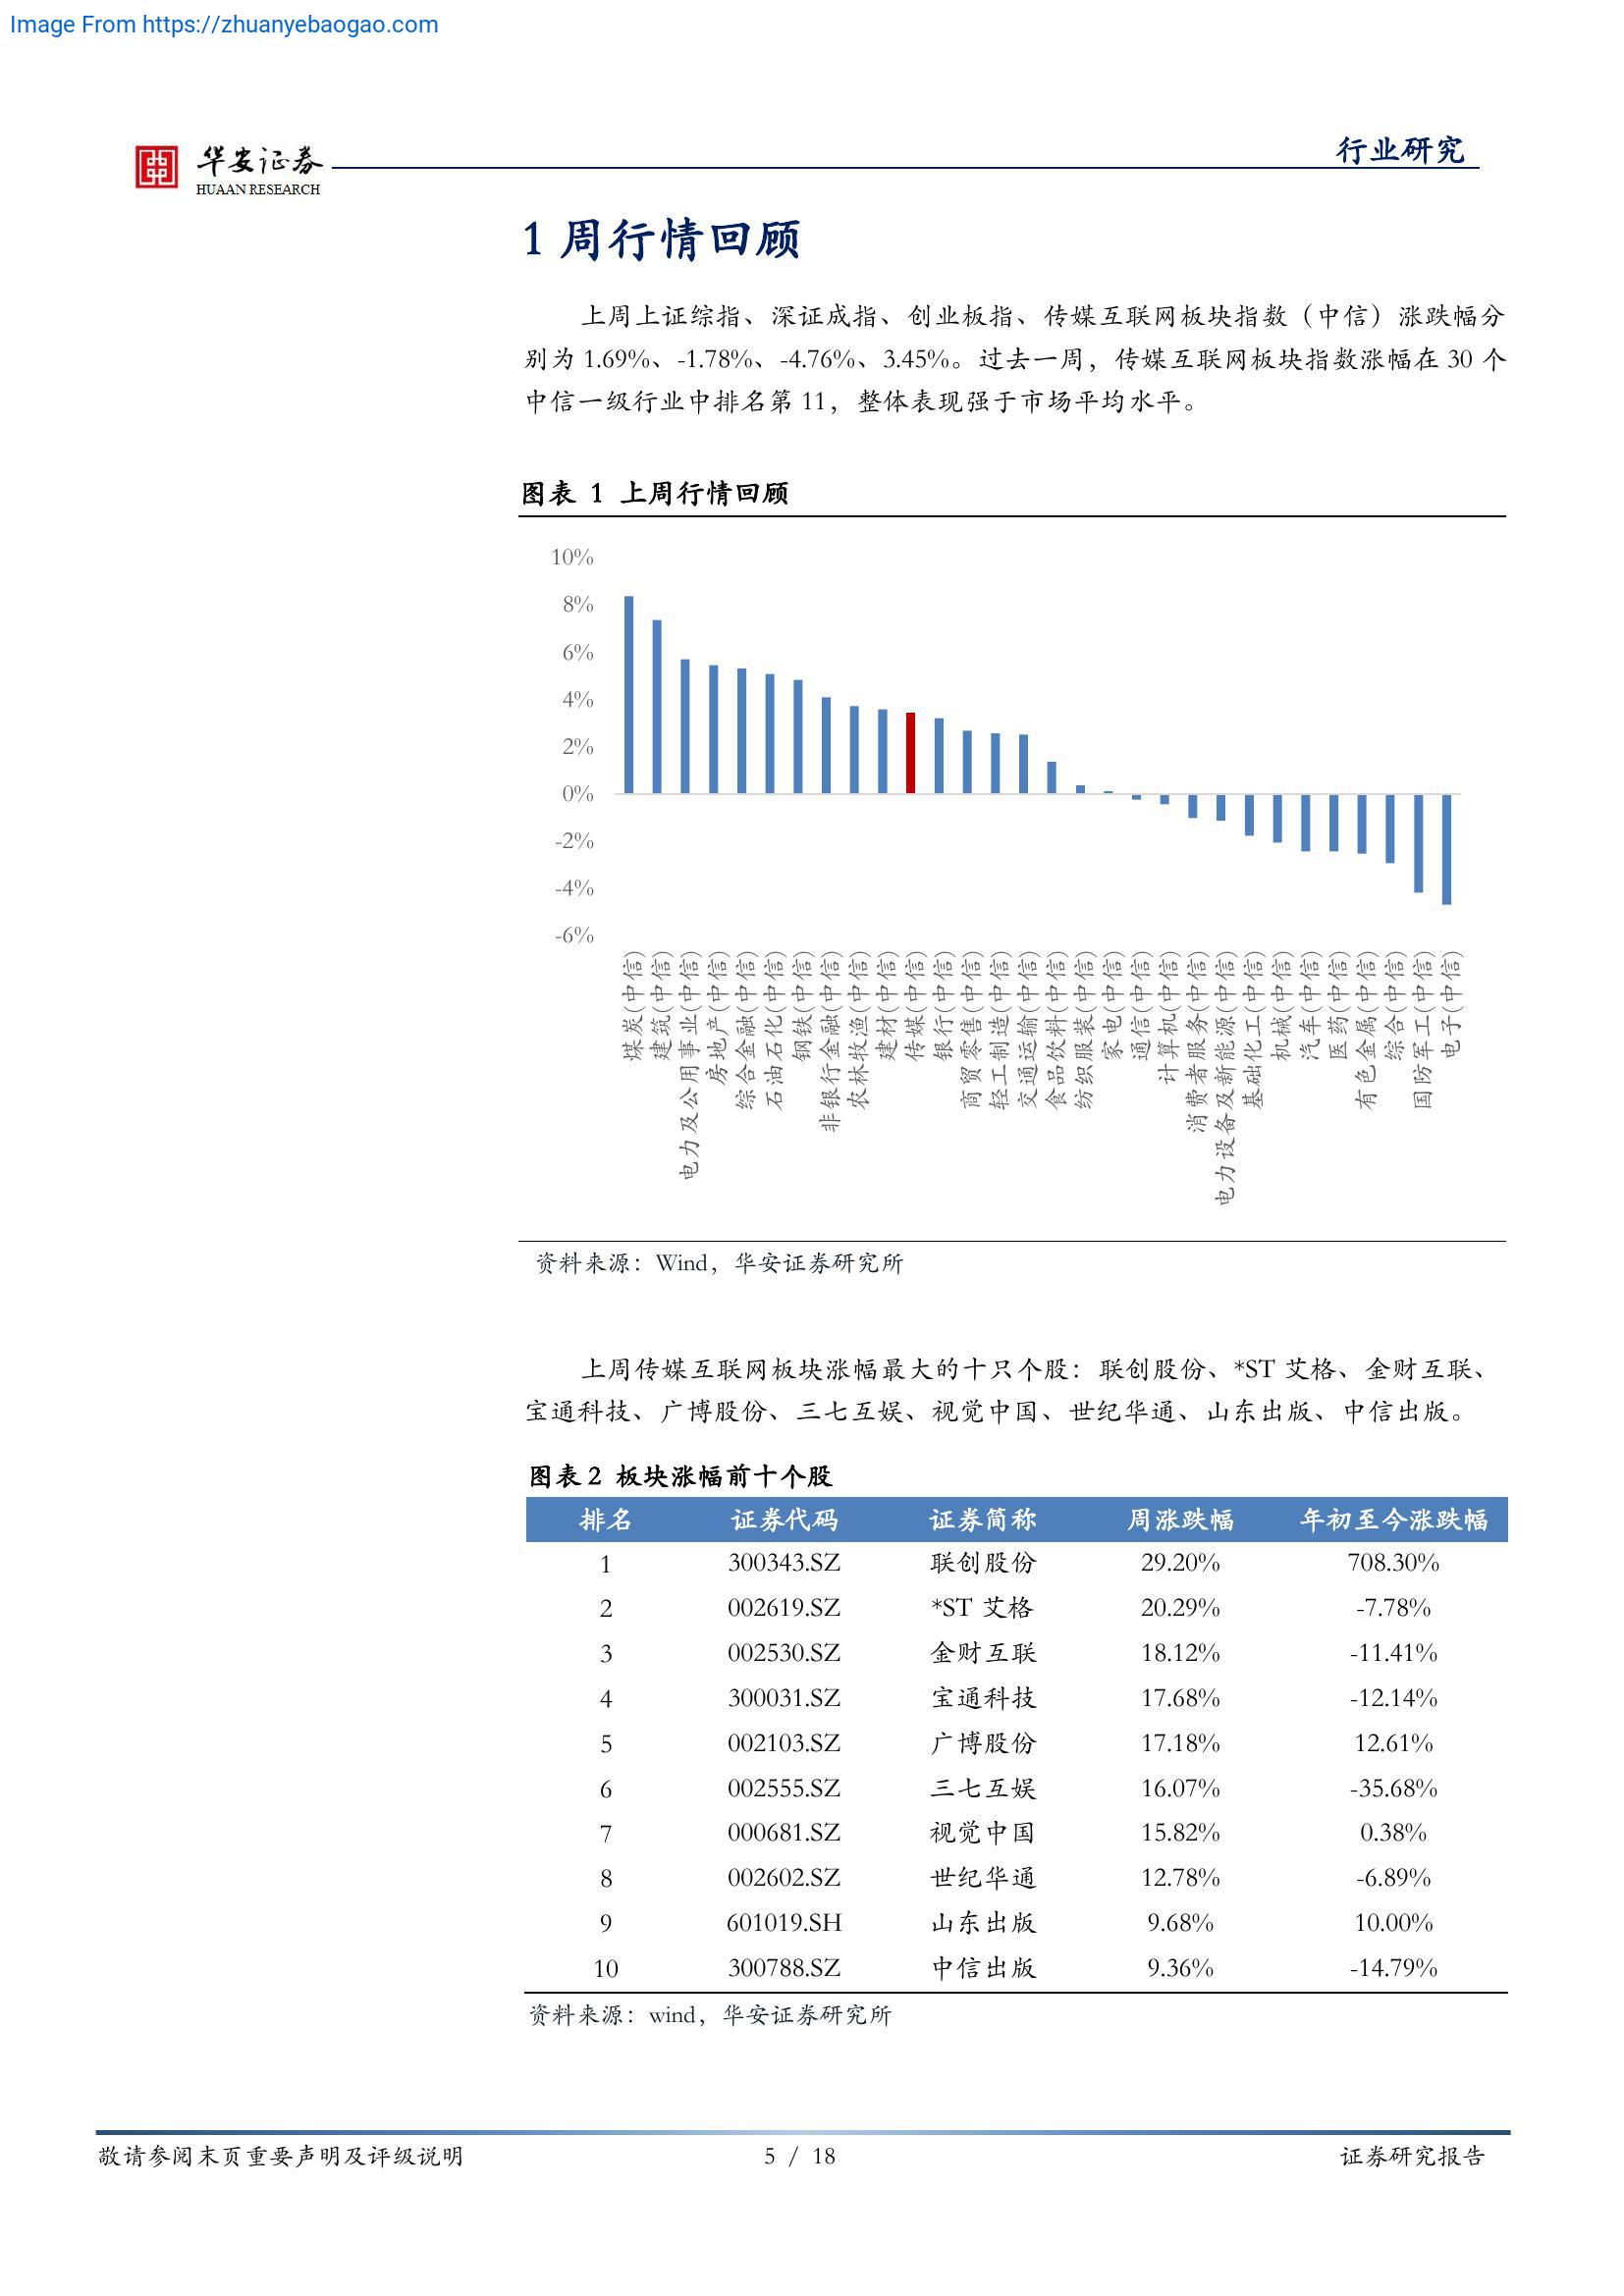 Image From https://zhuanyebaogao.com
华安证券
HUAAN RESEARCH
行业研究
1 周行情回顾
上周上证综指、深证成指、创业板指、传媒互联网板块指数（中信）涨跌幅分
别为 1.69%、-1.78%、-4.76%、3.45%。过去一周，传媒互联网板块指数涨幅在 30 个
中信一级行业中排名第 11，整体表现强于市场平均水平。
图表 1 上周行情回顾
10%
8%
6%
4%
2%
0%
-2%
-4%
-6%
煤炭(中信)
建筑(中信)
电力及公用事业(中信)
房地产(中信)
综合金融(中信)
石油石化(中信)
钢铁(中信)
非银行金融(中信)
农林牧渔(中信)
建材(中信)
传媒(中信)
银行(中信)
商贸零售(中信)
轻工制造(中信)
交通运输(中信)
食品饮料(中信)
纺织服装(中信)
家电(中信)
通信(中信)
计算机(中信)
消费者服务(中信)
电力设备及新能源(中信)
基础化工(中信)
机械(中信)
汽车(中信)
医药(中信)
有色金属(中信)
综合(中信)
国防军工(中信)
电子(中信)
资料来源：Wind，华安证券研究所
上周传媒互联网板块涨幅最大的十只个股：联创股份、*ST 艾格、金财互联、
宝通科技、广博股份、三七互娱、视觉中国、世纪华通、山东出版、中信出版。
图表 2 板块涨幅前十个股
排名 证券代码 证券简称 周涨跌幅 年初至今涨跌幅
1 300343.SZ 联创股份 29.20% 708.30%
2 002619.SZ *ST 艾格 20.29% -7.78%
3 002530.SZ 金财互联 18.12% -11.41%
4 300031.SZ 宝通科技 17.68% -12.14%
5 002103.SZ 广博股份 17.18% 12.61%
6 002555.SZ 三七互娱 16.07% -35.68%
7 000681.SZ 视觉中国 15.82% 0.38%
8 002602.SZ 世纪华通 12.78% -6.89%
9 601019.SH 山东出版 9.68% 10.00%
10 300788.SZ 中信出版 9.36% -14.79%
资料来源：wind，华安证券研究所
敬请参阅末页重要声明及评级说明 5 / 18 证券研究报告